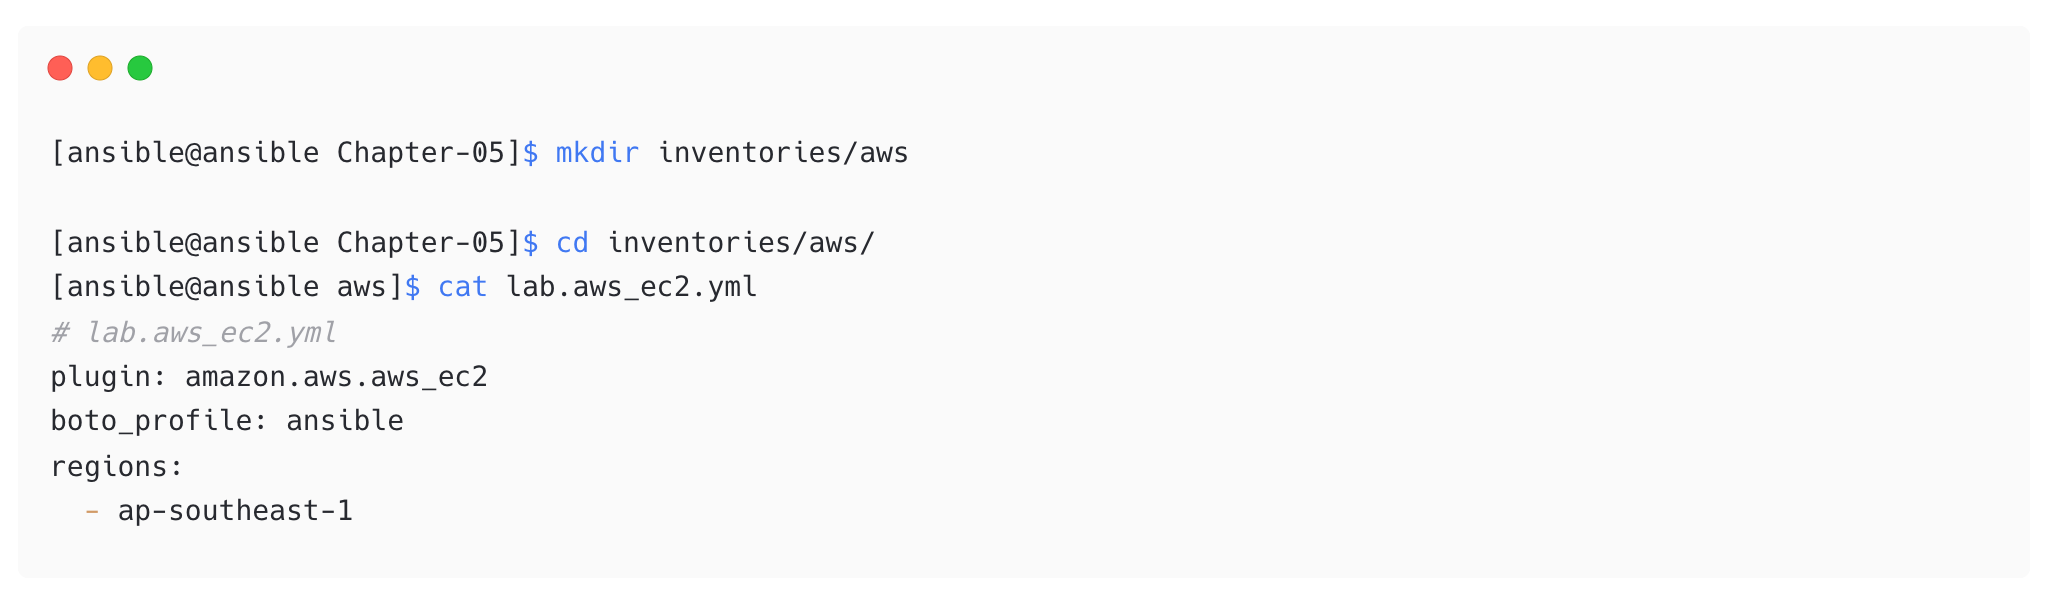 [ansible@ansible Chapter-05]$ mkdir inventories/aws
[ansible@ansible Chapter-05]$ cd inventories/aws/
[ansible@ansible aws]$ cat lab.aws_ec2.yml
# lab.aws_ec2.yml
plugin: amazon.aws.aws_ec2
boto_profile: ansible
regions:
  - ap-southeast-1